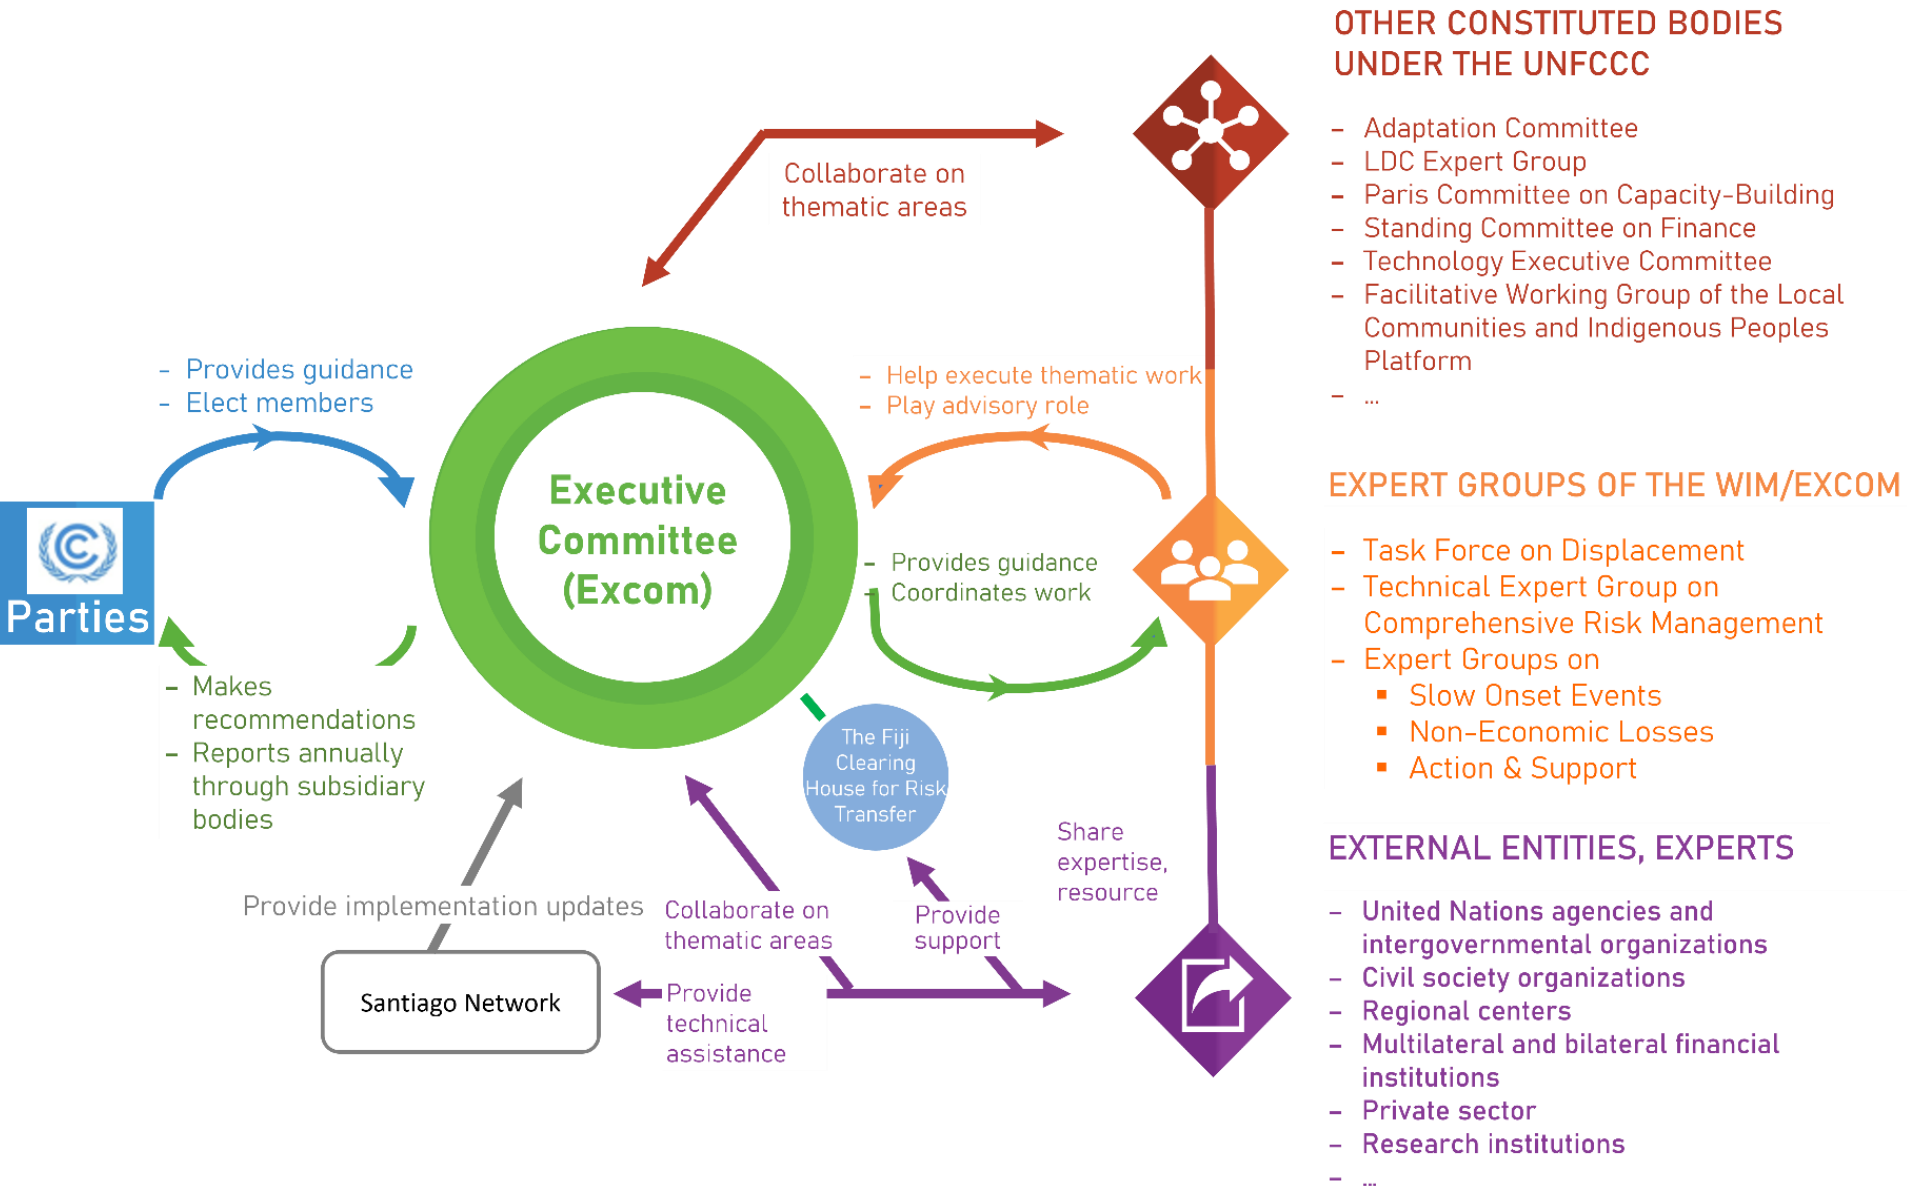 OTHER CONSTITUTED BODIES
UNDER THE UNFCCC
– Adaptation Committee
– LDC Expert Group
– Paris Committee on Capacity-Building
– Standing Committee on Finance
– Technology Executive Committee
– Facilitative Working Group of the Local
Communities and Indigenous Peoples
Platform
– ...
Collaborate on
thematic areas
– Provides guidance
– Elect members
– Help execute thematic work
– Play advisory role
Executive
Committee
(Excom)
Parties
– Provides guidance
– Coordinates work
EXPERT GROUPS OF THE WIM/EXCOM
– Task Force on Displacement
– Technical Expert Group on
Comprehensive Risk Management
– Expert Groups on
▪ Slow Onset Events
▪ Non-Economic Losses
▪ Action & Support
– Makes
recommendations
– Reports annually
through subsidiary
bodies
The Fiji
Clearing
House for Risk
Transfer
Share
expertise,
resource
Provide implementation updates
Collaborate on
thematic areas
Provide
support
Santiago Network
Provide
technical
assistance
EXTERNAL ENTITIES, EXPERTS
– United Nations agencies and
intergovernmental organizations
– Civil society organizations
– Regional centers
– Multilateral and bilateral financial
institutions
– Private sector
– Research institutions
– ...